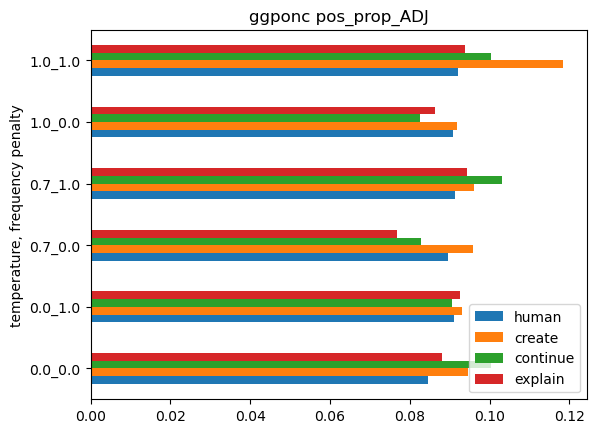 ggponc pos_prop_ADJ
temperature, frequency penalty
1.0_1.0
1.0_0.0
0.7_1.0
0.7_0.0
0.0_1.0
0.0_0.0
human
create
continue
explain
0.00 0.02 0.04 0.06 0.08 0.10 0.12